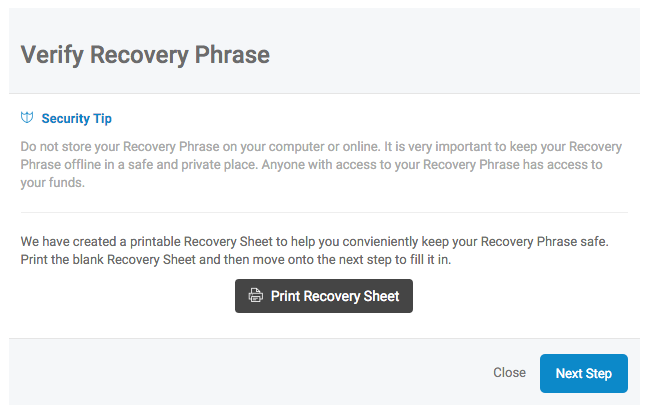 Verify Recovery Phrase
Security Tip
Do not store your Recovery Phrase on your computer or online. It is very important to keep your Recovery
Phrase offline in a safe and private place. Anyone with access to your Recovery Phrase has access to
your funds.
We have created a printable Recovery Sheet to help you convieniently keep your Recovery Phrase safe.
Print the blank Recovery Sheet and then move onto the next step to fill it in.
Print Recovery Sheet
Close
Next Step